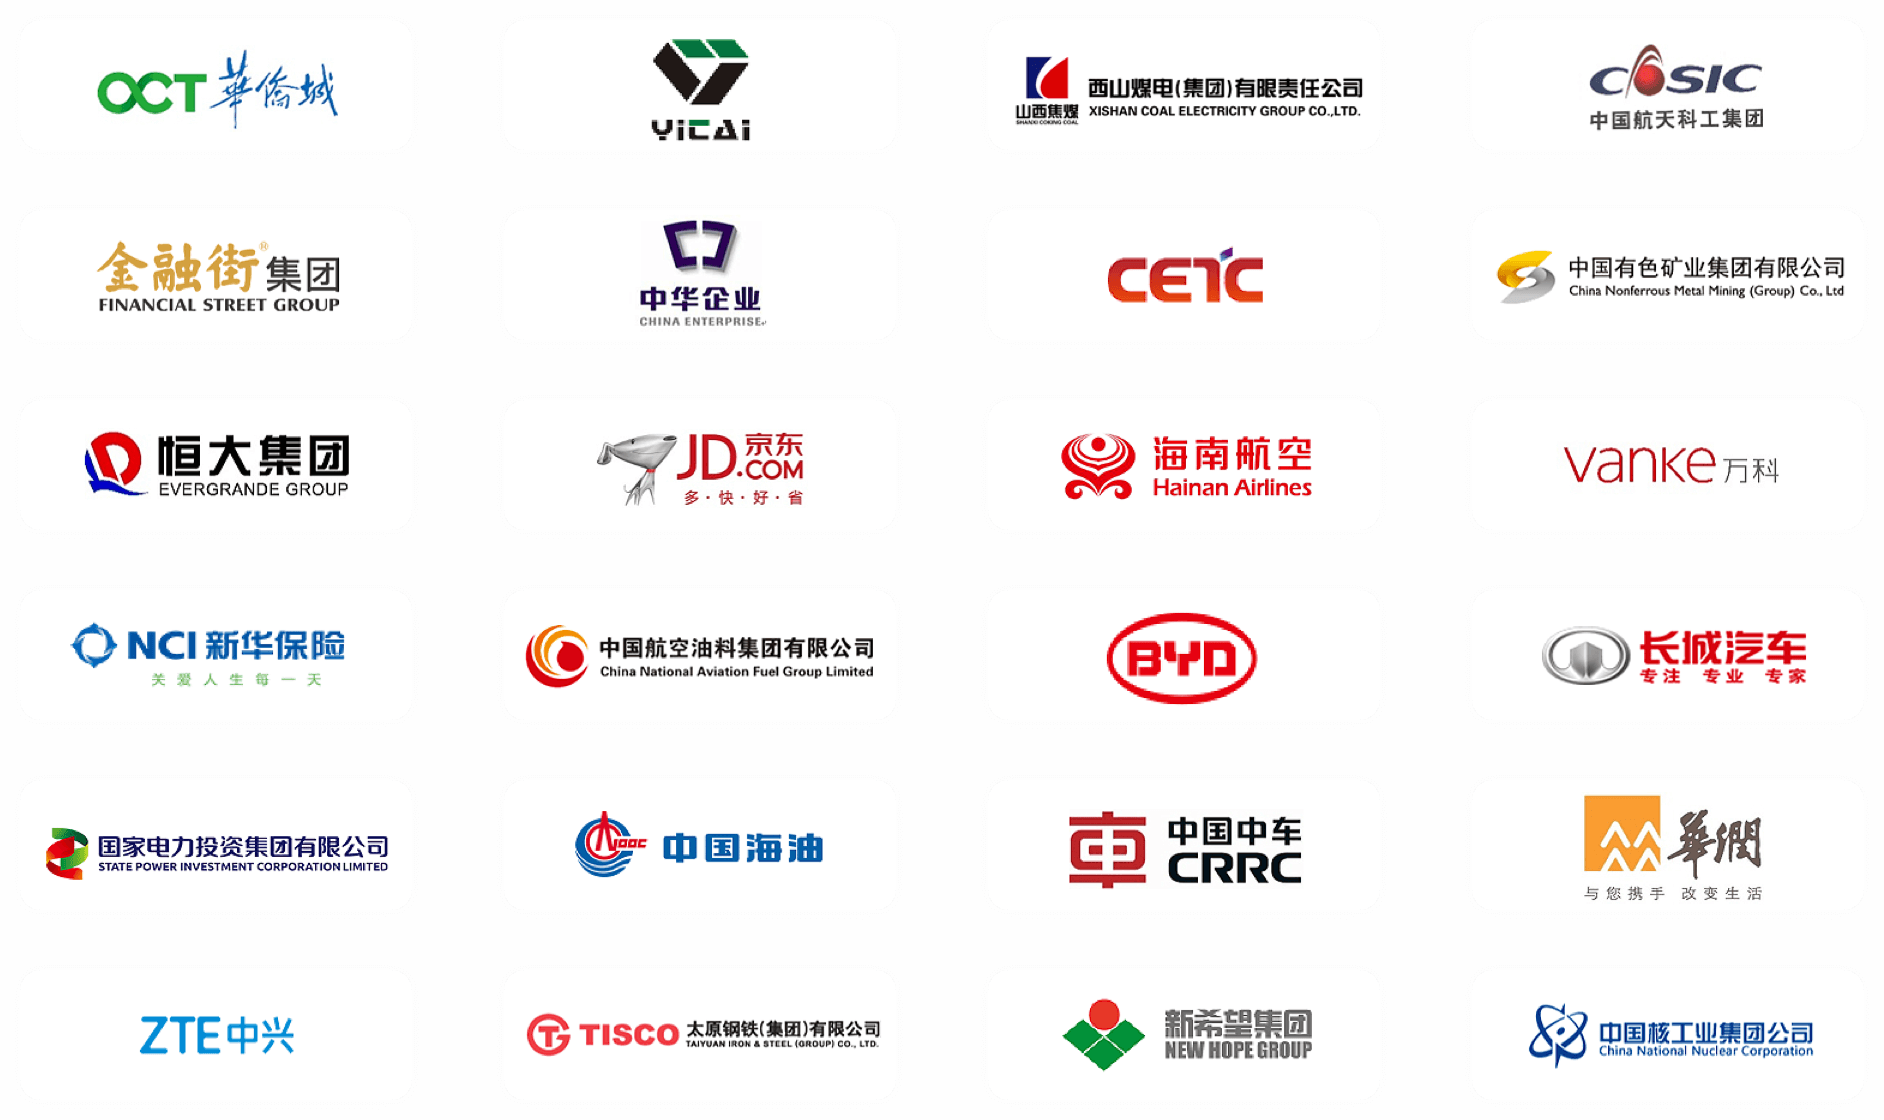 OCT 華僑城
YiCAi
山西焦煤
SHANXI COKING COAL
西山煤电(集团)有限责任公司
XISHAN COAL ELECTRICITY GROUP CO.,LTD.
CASIC
中国航天科工集团
金融街®集团
FINANCIAL STREET GROUP
中华企业
CHINA ENTERPRISE
CETC
中国有色矿业集团有限公司
China Nonferrous Metal Mining (Group) Co., Ltd
恒大集团
EVERGRANDE GROUP
JD.COM 京东
多·快·好·省
海南航空
Hainan Airlines
vanke 万科
NCI 新华保险
关爱人生每一天
中国航空油料集团有限公司
China National Aviation Fuel Group Limited
BYD
长城汽车
专注 专业 专家
国家电力投资集团有限公司
STATE POWER INVESTMENT CORPORATION LIMITED
CNOOC 中国海油
中国中车
CRRC
華潤
与您携手 改变生活
ZTE中兴
TISCO 太原钢铁(集团)有限公司
TAIYUAN IRON & STEEL (GROUP) CO., LTD.
新希望集团
NEW HOPE GROUP
中国核工业集团公司
China National Nuclear Corporation